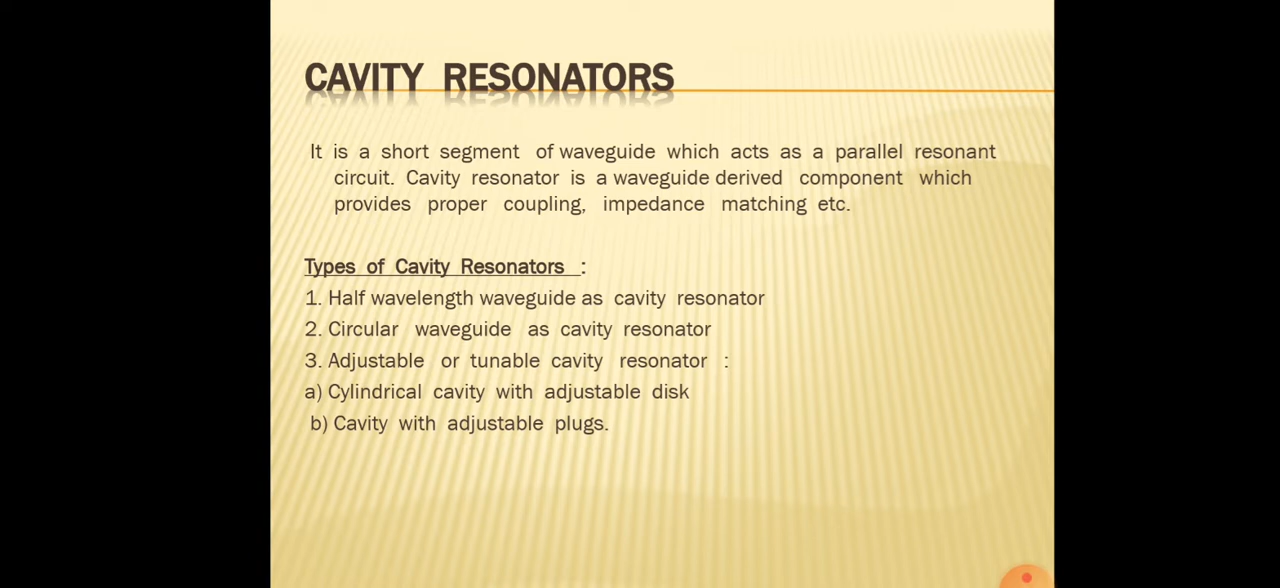 CAVITY RESONATORS
It is a short segment of waveguide which acts as a parallel resonant
circuit. Cavity resonator is a waveguide derived component which
provides proper coupling, impedance matching etc.
Types of Cavity Resonators :
1. Half wavelength waveguide as cavity resonator
2. Circular waveguide as cavity resonator
3. Adjustable or tunable cavity resonator :
a) Cylindrical cavity with adjustable disk
b) Cavity with adjustable plugs.